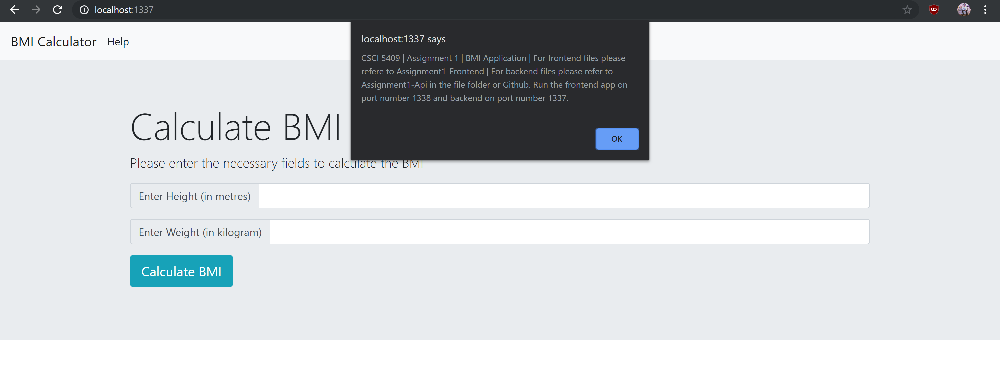 localhost:1337
BMI Calculator Help
localhost:1337 says
CSCI 5409 | Assignment 1 | BMI Application | For frontend files please
refere to Assignment1-Frontend | For backend files please refer to
Assignment1-Api in the file folder or Github. Run the frontend app on
port number 1338 and backend on port number 1337.
OK
Calculate BMI
Please enter the necessary fields to calculate the BMI
Enter Height (in metres)
Enter Weight (in kilogram)
Calculate BMI